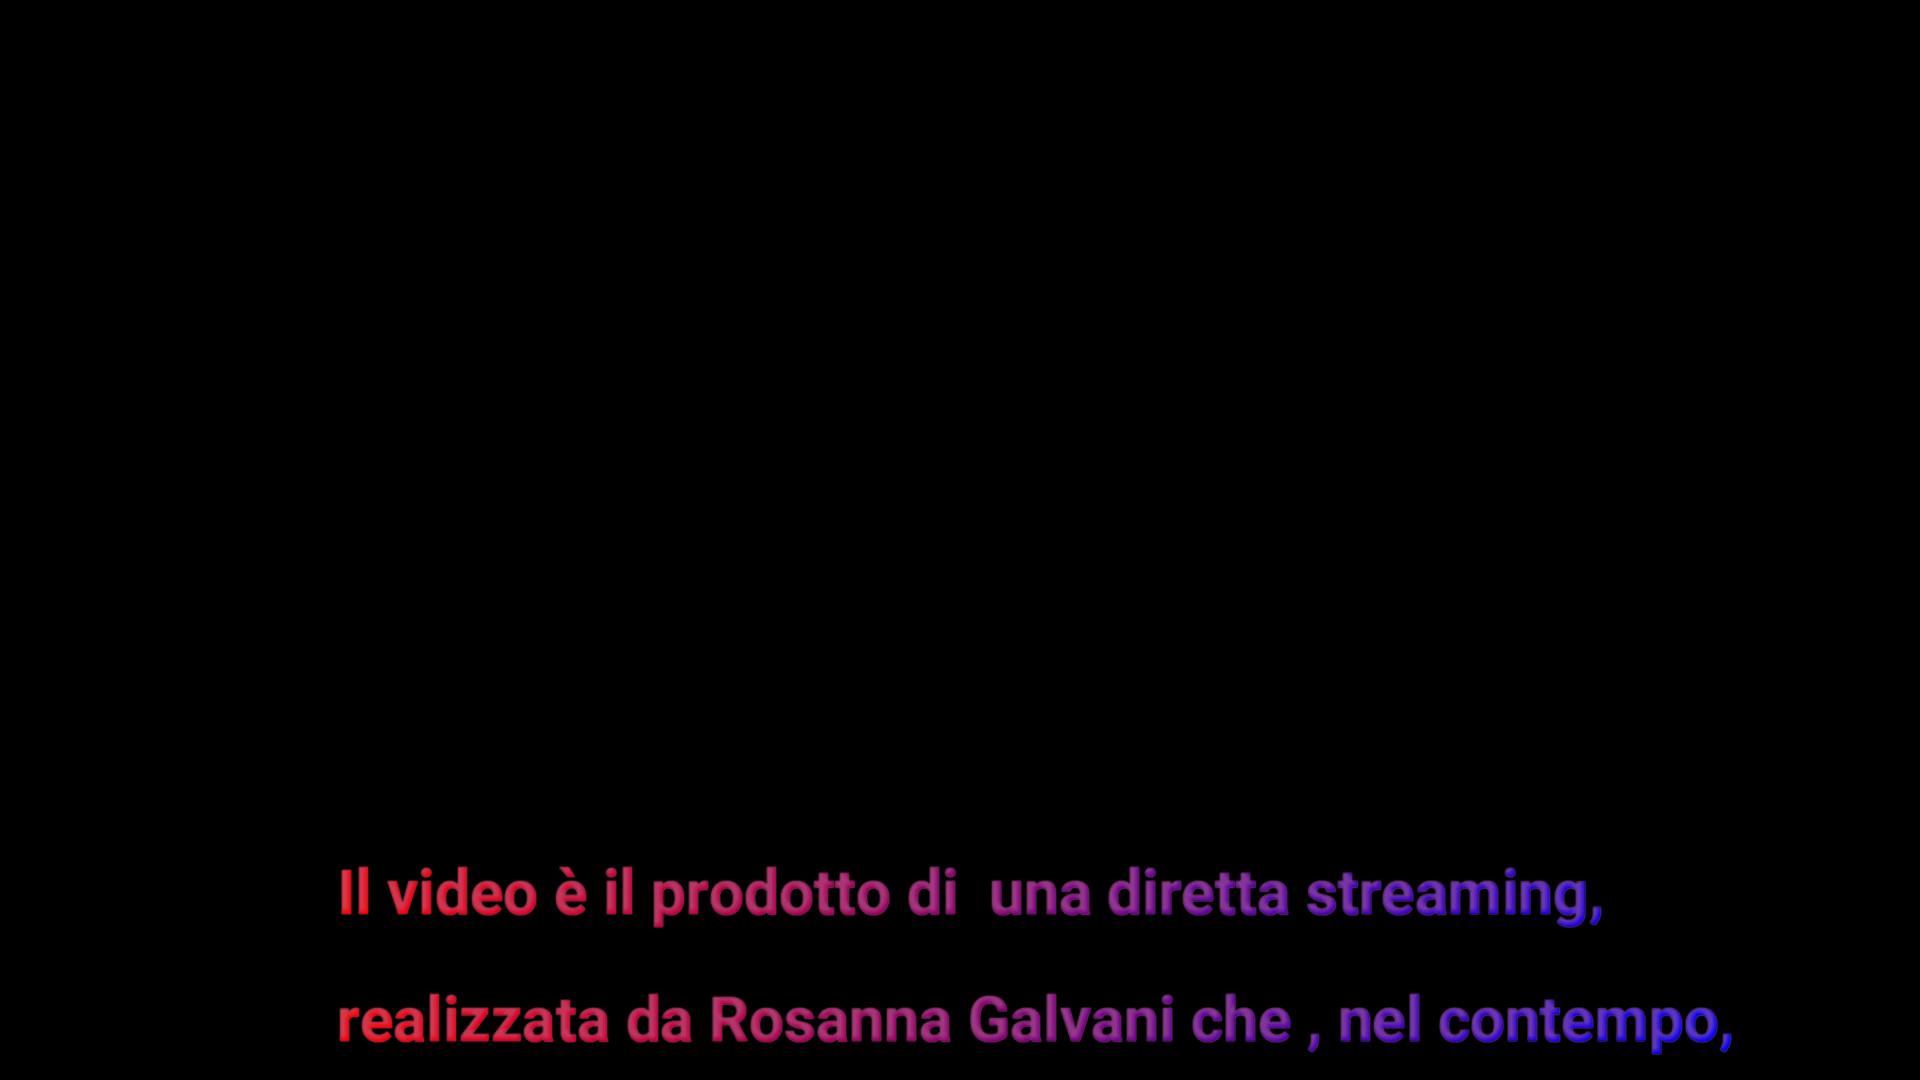 Il video è il prodotto di  una diretta streaming,
realizzata da Rosanna Galvani che , nel contempo,